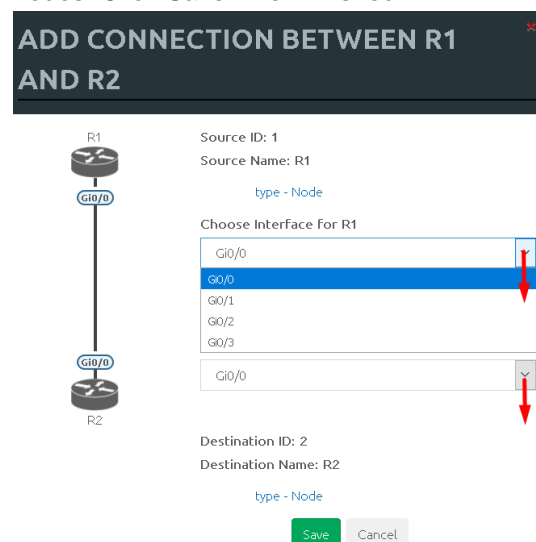 ADD CONNECTION BETWEEN R1
AND R2
R1
Gi0/0
Gi0/0
R2
Source ID: 1
Source Name: R1
type - Node
Choose Interface for R1
Gi0/0
Gi0/0
Gi0/1
Gi0/2
Gi0/3
Gi0/0
Destination ID: 2
Destination Name: R2
type - Node
Save
Cancel